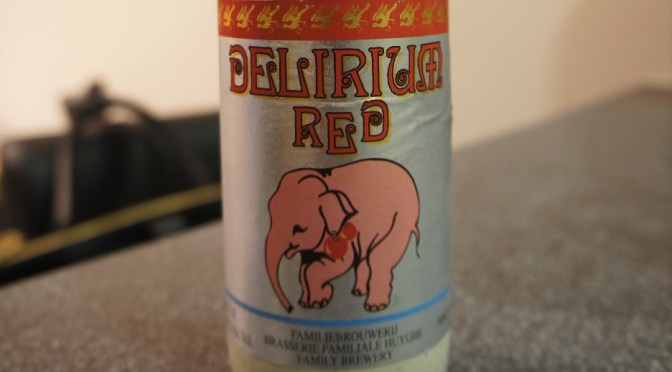 DELIRIUM
RED
FAMILIEBROUWERIJ
BRASSERIE FAMILIALE HUYGHE
FAMILY BREWERY